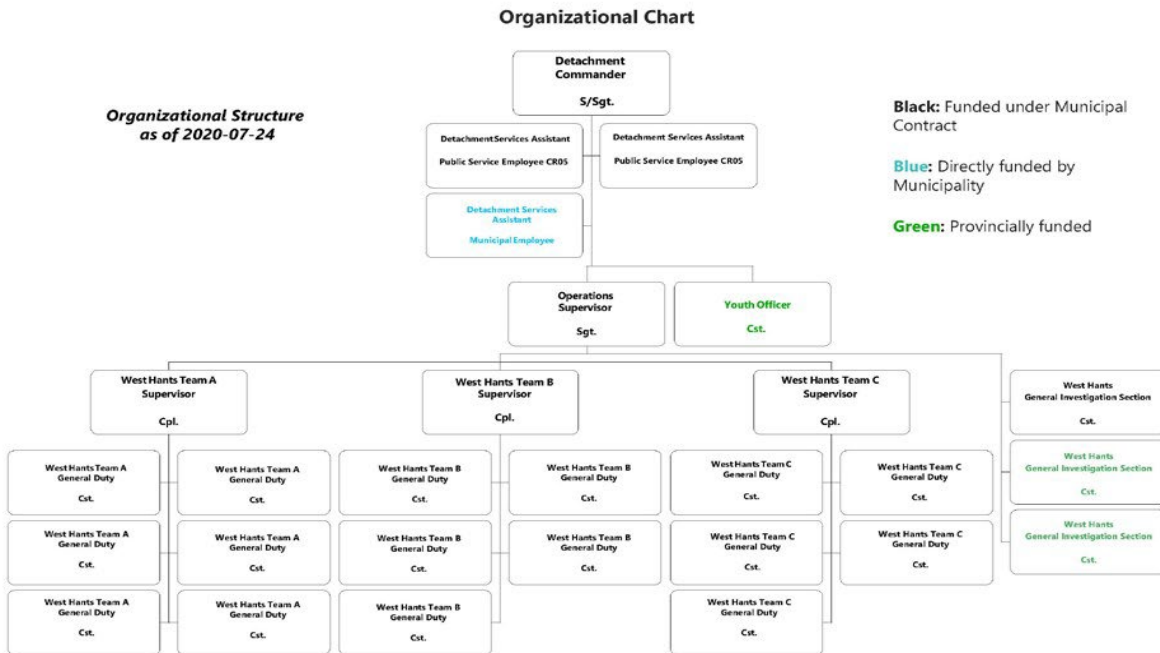 Organizational Chart
Detachment
Commander
S/Sgt.
Organizational Structure
as of 2020-07-24
Black: Funded under Municipal
Contract
Blue: Directly funded by
Municipality
Green: Provincially funded
Detachment Services Assistant
Public Service Employee CR05
Detachment Services Assistant
Public Service Employee CR05
Detachment Services
Assistant
Municipal Employee
Operations
Supervisor
Sgt.
Youth Officer
Cst.
West Hants Team A
Supervisor
Cpl.
West Hants Team B
Supervisor
Cpl.
West Hants Team C
Supervisor
Cpl.
West Hants
General Investigation Section
Cst.
West Hants Team A
General Duty
Cst.
West Hants Team A
General Duty
Cst.
West Hants Team B
General Duty
Cst.
West Hants Team B
General Duty
Cst.
West Hants Team C
General Duty
Cst.
West Hants Team C
General Duty
Cst.
West Hants
General Investigation Section
Cst.
West Hants Team A
General Duty
Cst.
West Hants Team A
General Duty
Cst.
West Hants Team B
General Duty
Cst.
West Hants Team B
General Duty
Cst.
West Hants Team C
General Duty
Cst.
West Hants Team C
General Duty
Cst.
West Hants
General Investigation Section
Cst.
West Hants Team A
General Duty
Cst.
West Hants Team A
General Duty
Cst.
West Hants Team B
General Duty
Cst.
West Hants Team C
General Duty
Cst.